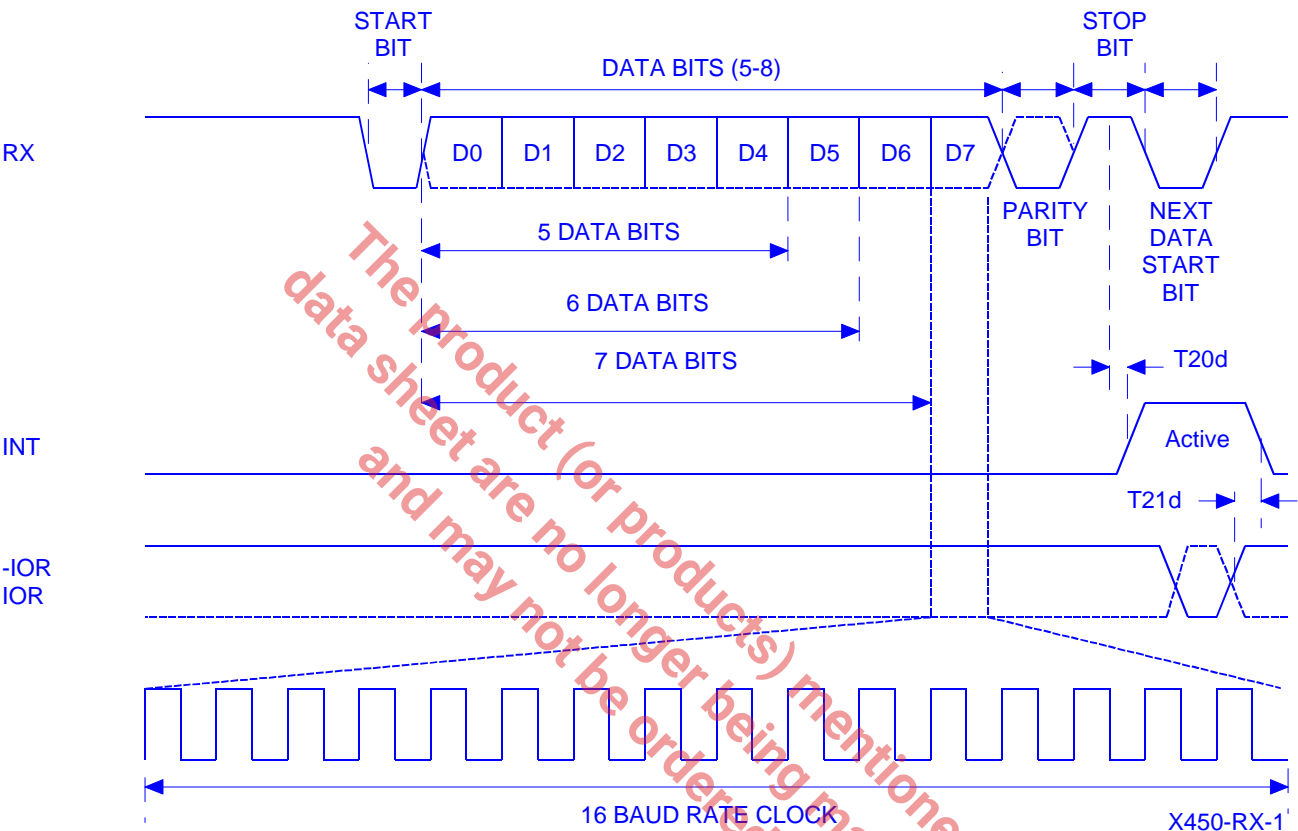 START
BIT
STOP
BIT
DATA BITS (5-8)
RX
D0 D1 D2 D3 D4 D5 D6 D7
PARITY
BIT
NEXT
DATA
START
BIT
5 DATA BITS
6 DATA BITS
7 DATA BITS
T20d
INT
Active
T21d
-IOR
IOR
16 BAUD RATE CLOCK
X450-RX-1
The product (or products) mentione
data sheet are no longer being ma
and may not be ordere